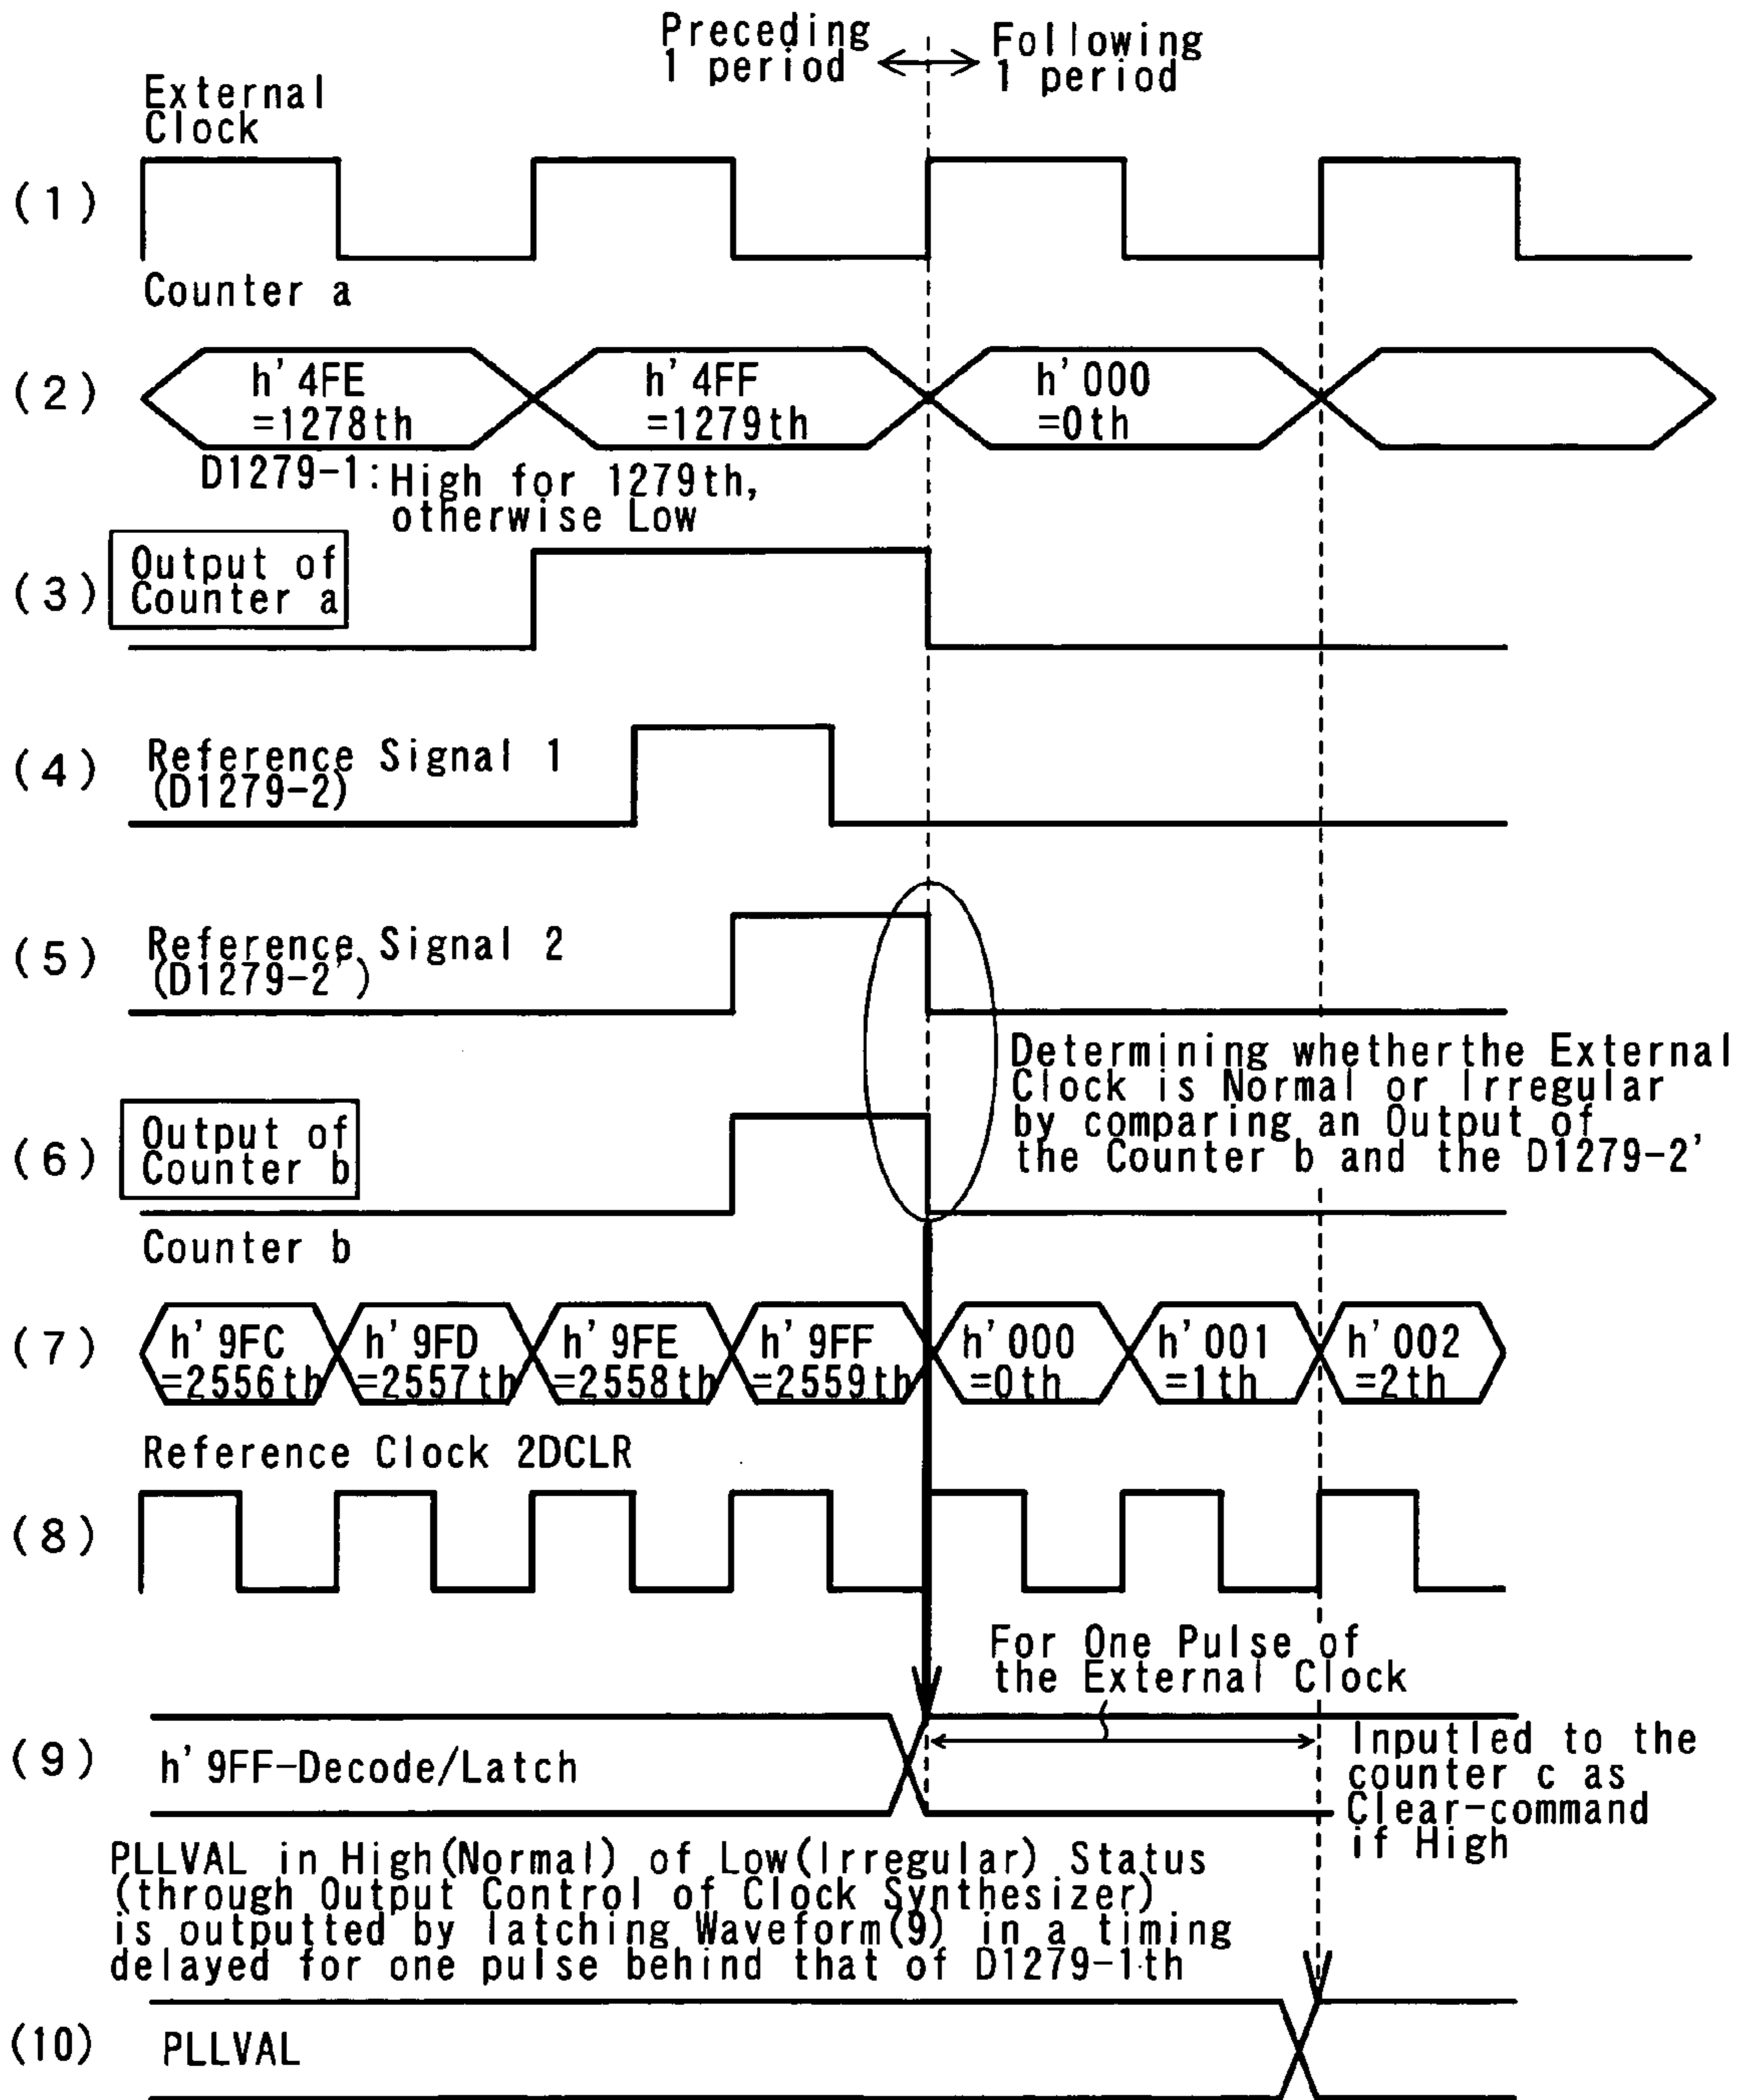 Preceding
1 period
Following
1 period
External
Clock
(1)
Counter a
(2)
h'4FE
=1278th
h'4FF
=1279th
h'000
=0th
D1279-1:High for 1279th,
otherwise Low
(3)
Output of
Counter a
(4)
Reference Signal 1
(D1279-2)
(5)
Reference Signal 2
(D1279-2')
Determining whetherthe External
Clock is Normal or Irregular
by comparing an Output of
the Counter b and the D1279-2'
(6)
Output of
Counter b
Counter b
(7)
h'9FC
=2556th
h'9FD
=2557th
h'9FE
=2558th
h'9FF
=2559th
h'000
=0th
h'001
=1th
h'002
=2th
Reference Clock 2DCLR
(8)
For One Pulse of
the External Clock
(9)
h'9FF-Decode/Latch
Inputled to the
counter c as
Clear-command
if High
PLLVAL in High(Normal) of Low(Irregular) Status
(through Output Control of Clock Synthesizer)
is outputted by latching Waveform(9) in a timing
delayed for one pulse behind that of D1279-1th
(10)
PLLVAL